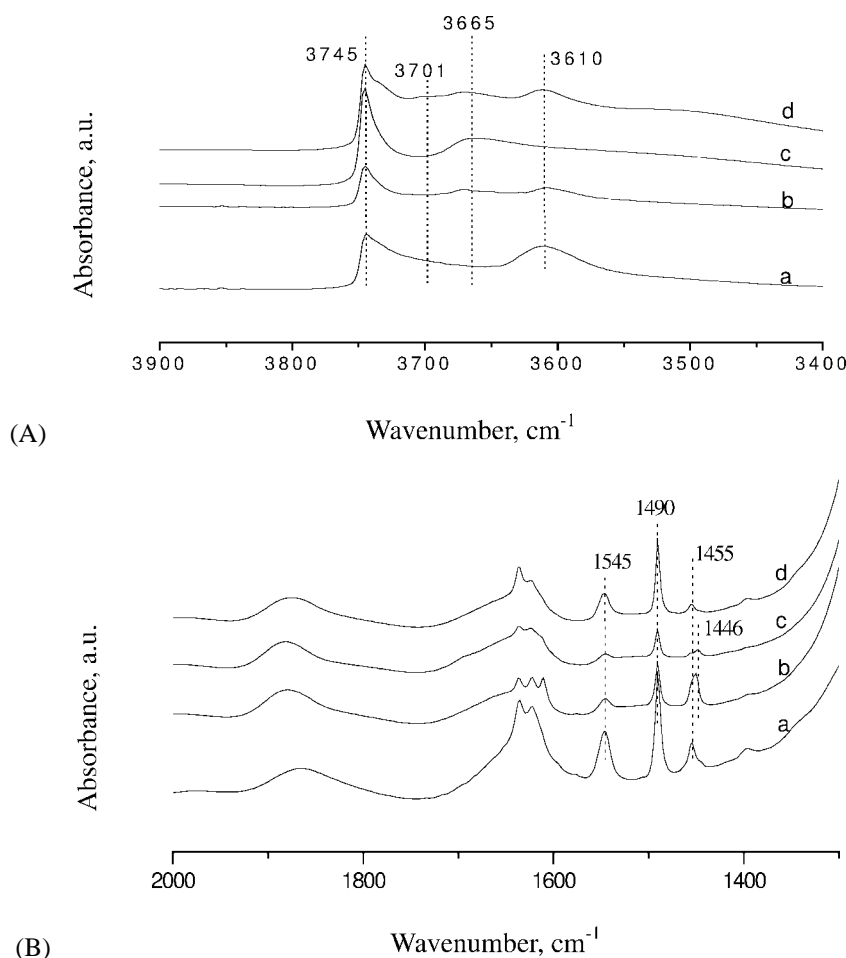 3665
3745
3701
3610
d
c
b
a
Absorbance, a.u.
3900 3800 3700 3600 3500 3400
Wavenumber, cm-1
(A)
1490
1545
1455
d
c
1446
b
a
Absorbance, a.u.
2000 1800 1600 1400
Wavenumber, cm-1
(B)